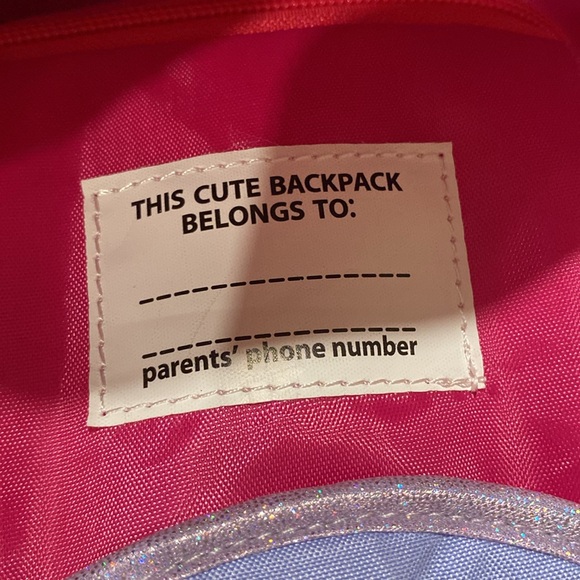 THIS CUTE BACKPACK
BELONGS TO:
parents' phone number